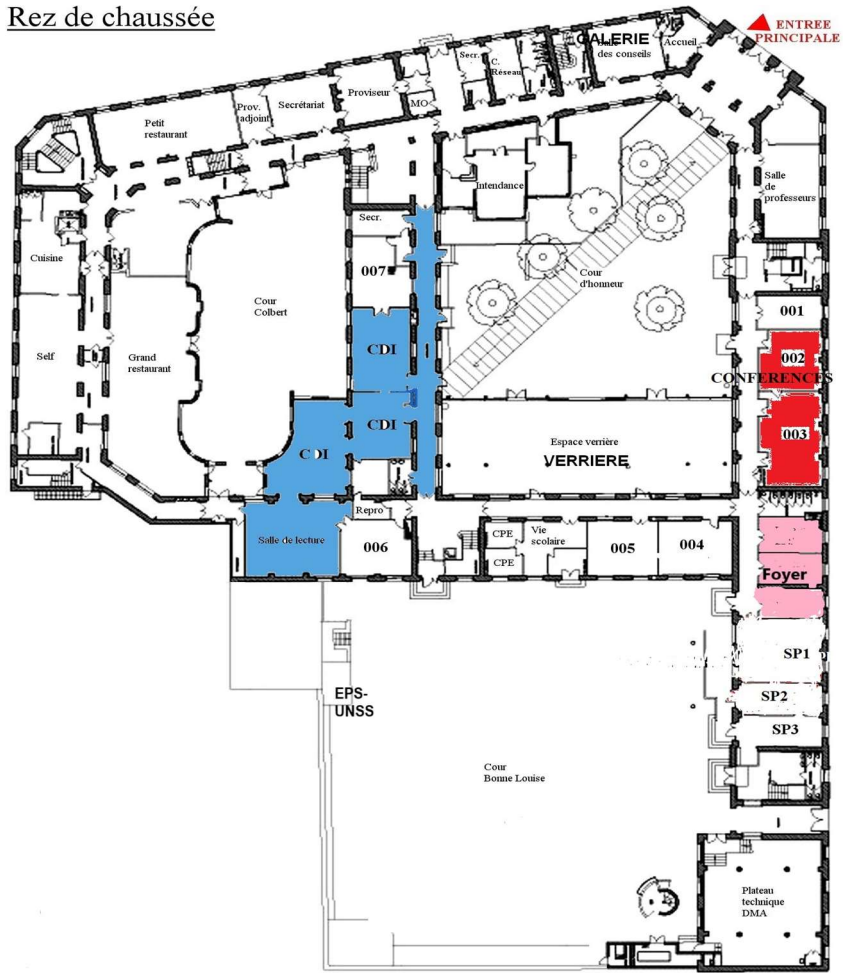 Rez de chaussée
ENTREE
PRINCIPALE
GALERIE
des conseils
Accueil
Secr.
C.
Réseau
Proviseur
MO
Prov.
adjoint
Secrétariat
Petit
restaurant
Intendance
Salle
de
professeurs
Cuisine
Secr.
007
Cour
d'honneur
Cour
Colbert
001
CDI
002
CONFERENCES
Self
Grand
restaurant
CDI
003
CDI
Espace verrière
VERRIERE
Repro
Salle de lecture
006
CPE
CPE
Vie
scolaire
005
004
Foyer
SP1
SP2
SP3
EPS-
UNSS
Cour
Bonne Louise
Plateau
technique
DMA